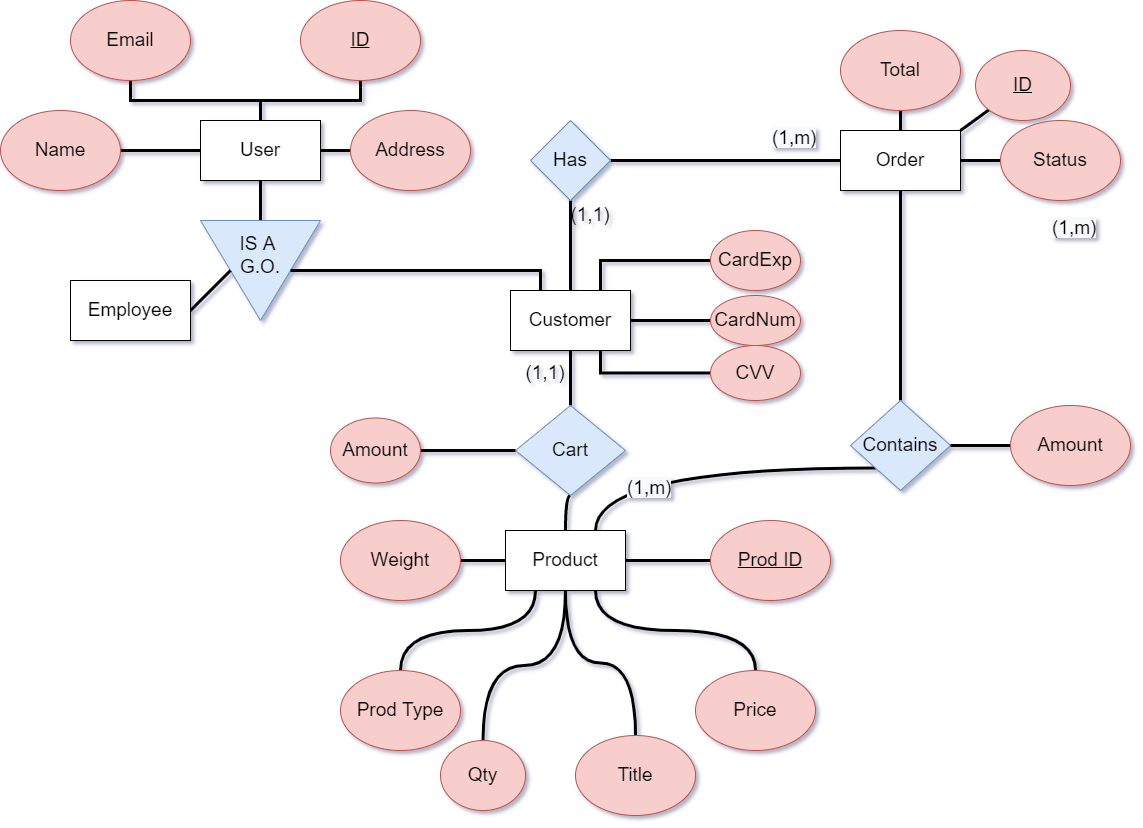 Email
ID
Total
ID
Name
User
Address
Has
(1,m)
Order
Status
(1,1)
(1,m)
IS A
G.O.
CardExp
Employee
Customer
CardNum
(1,1)
CVV
Amount
Cart
Contains
Amount
(1,m)
Weight
Product
Prod ID
Prod Type
Price
Qty
Title